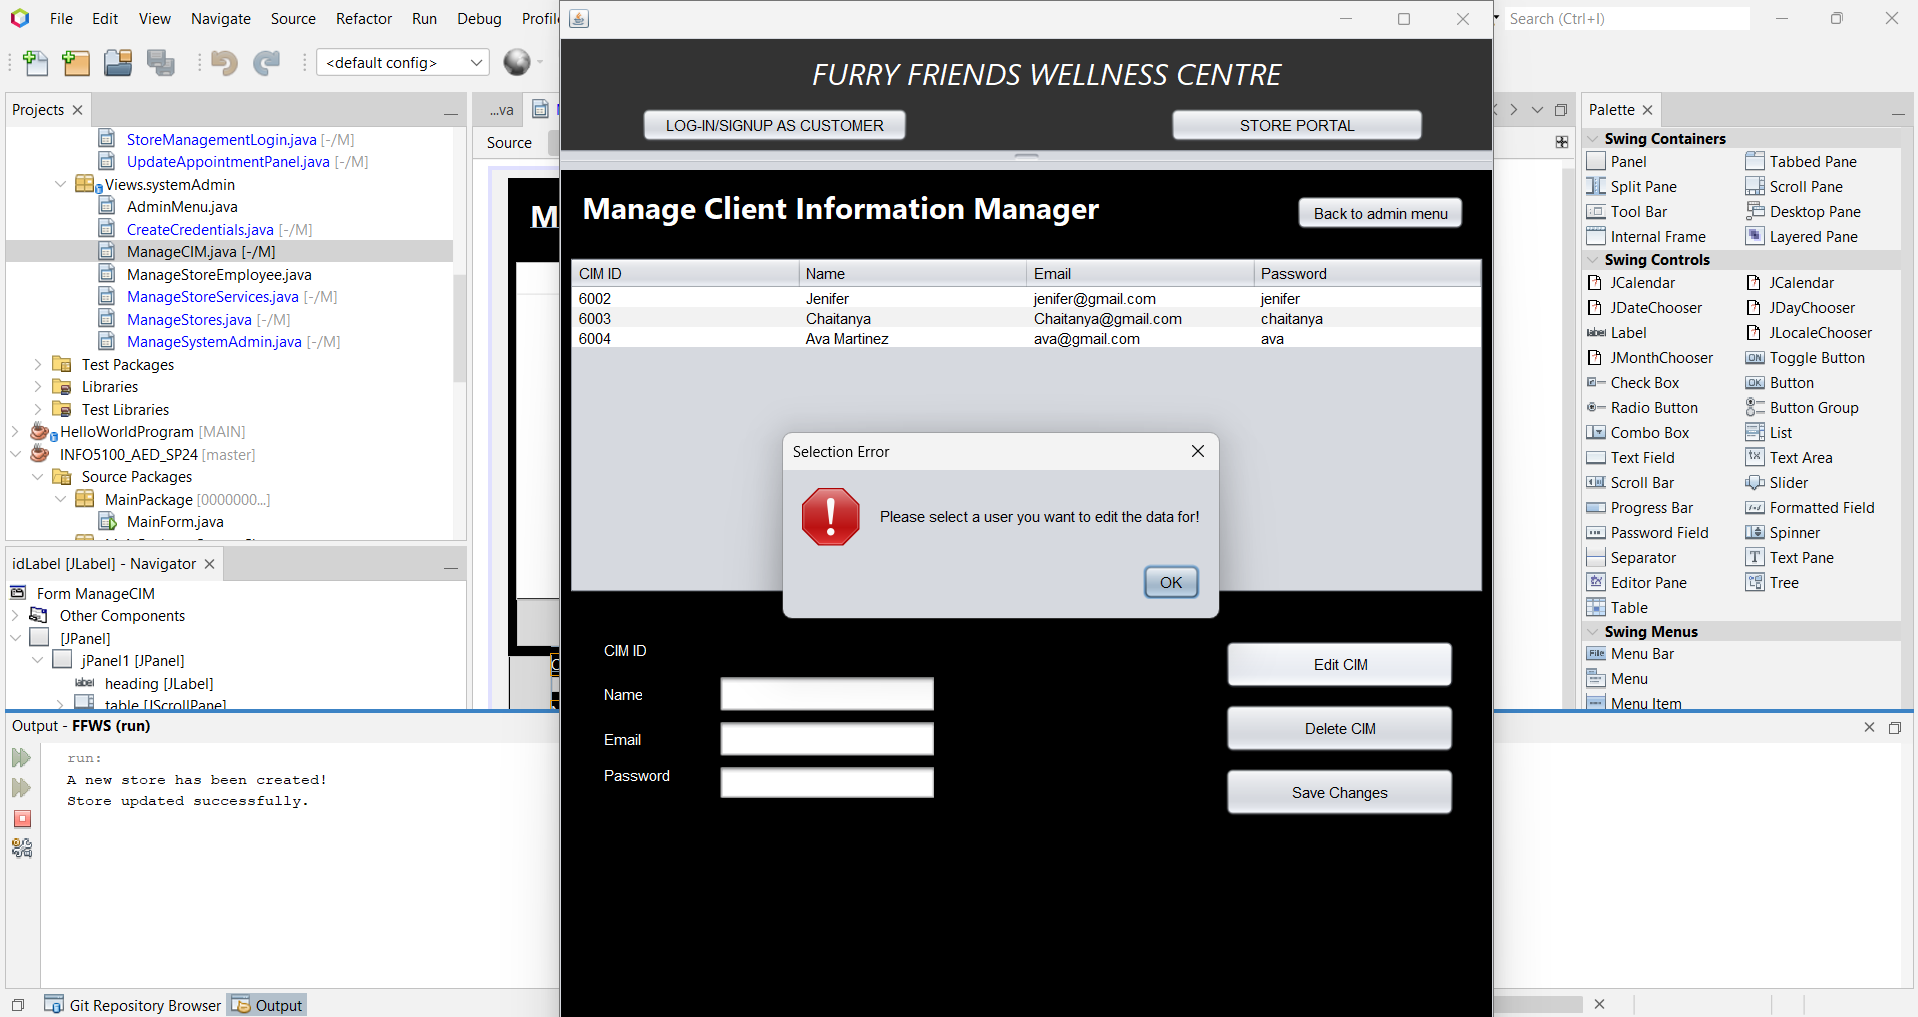 File Edit View Navigate Source Refactor Run Debug
Search (Ctrl+I)
<default config>
Projects
StoreManagementLogin.java [-/M]
UpdateAppointmentPanel.java [-/M]
Views.systemAdmin
AdminMenu.java
CreateCredentials.java [-/M]
ManageCIM.java [-/M]
ManageStoreEmployee.java
ManageStoreServices.java [-/M]
ManageStores.java [-/M]
ManageSystemAdmin.java [-/M]
Test Packages
Libraries
Test Libraries
HelloWorldProgram [MAIN]
INFO5100_AED_SP24 [master]
Source Packages
MainPackage [0000000...]
MainForm.java
idLabel [JLabel] - Navigator
Form ManageCIM
Other Components
[JPanel]
jPanel1 [JPanel]
heading [JLabel]
table [JScrollPane]
...va
Source
M
FURRY FRIENDS WELLNESS CENTRE
LOG-IN/SIGNUP AS CUSTOMER STORE PORTAL
Manage Client Information Manager
Back to admin menu
CIM ID Name Email Password
6002 Jenifer jenifer@gmail.com jenifer
6003 Chaitanya Chaitanya@gmail.com chaitanya
6004 Ava Martinez ava@gmail.com ava
Selection Error
Please select a user you want to edit the data for!
OK
CIM ID
Name
Email
Password
Edit CIM
Delete CIM
Save Changes
Palette
Swing Containers
Panel Tabbed Pane
Split Pane Scroll Pane
Tool Bar Desktop Pane
Internal Frame Layered Pane
Swing Controls
JCalendar JCalendar
JDateChooser JDayChooser
label Label JLocaleChooser
JMonthChooser ON Toggle Button
Check Box OK Button
Radio Button Button Group
Combo Box List
Text Field Text Area
Scroll Bar Slider
Progress Bar Formatted Field
Password Field Spinner
Separator Text Pane
Editor Pane Tree
Table
Swing Menus
File Menu Bar
Menu
Menu Item
Output - FFWS (run)
run:
A new store has been created!
Store updated successfully.
Git Repository Browser Output